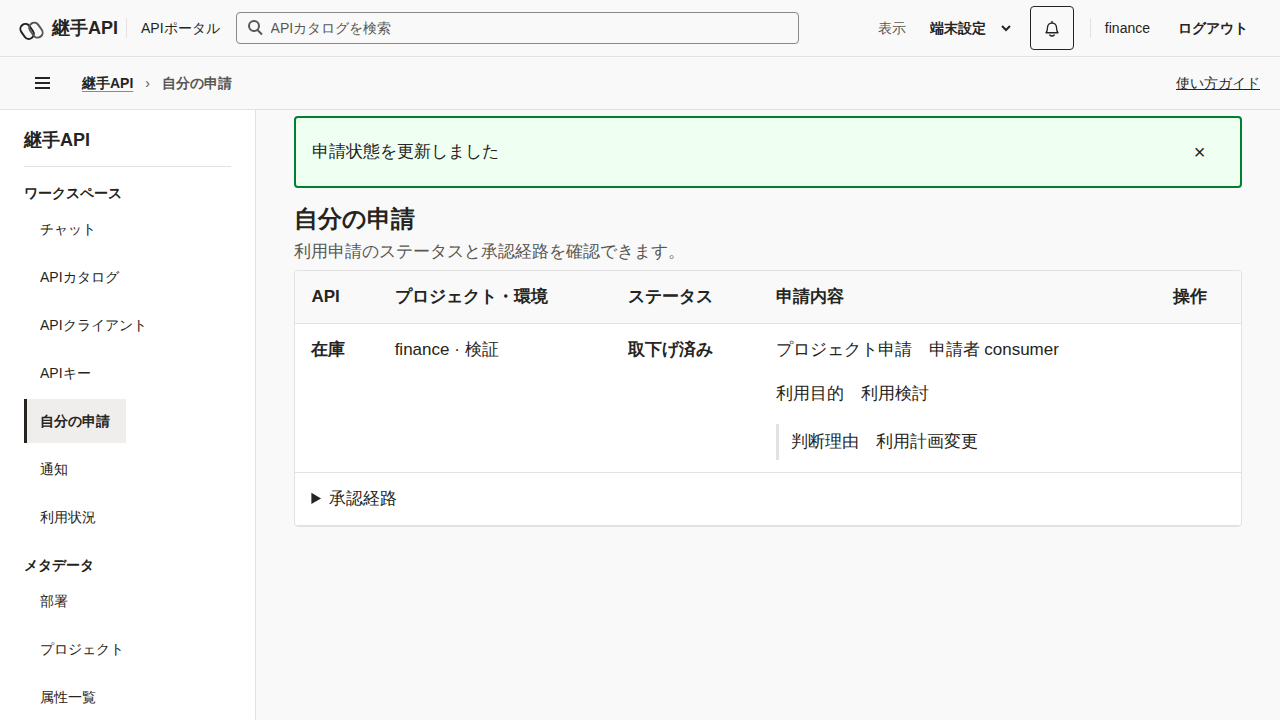 継手API APIポータル APIカタログを検索 表示 端末設定 finance ログアウト
継手API › 自分の申請 使い方ガイド
継手API
ワークスペース
チャット
APIカタログ
APIクライアント
APIキー
自分の申請
通知
利用状況
メタデータ
部署
プロジェクト
属性一覧
申請状態を更新しました ×
自分の申請
利用申請のステータスと承認経路を確認できます。
API プロジェクト・環境 ステータス 申請内容 操作
在庫 finance · 検証 取下げ済み プロジェクト申請 申請者 consumer
利用目的 利用検討
判断理由 利用計画変更
▶ 承認経路